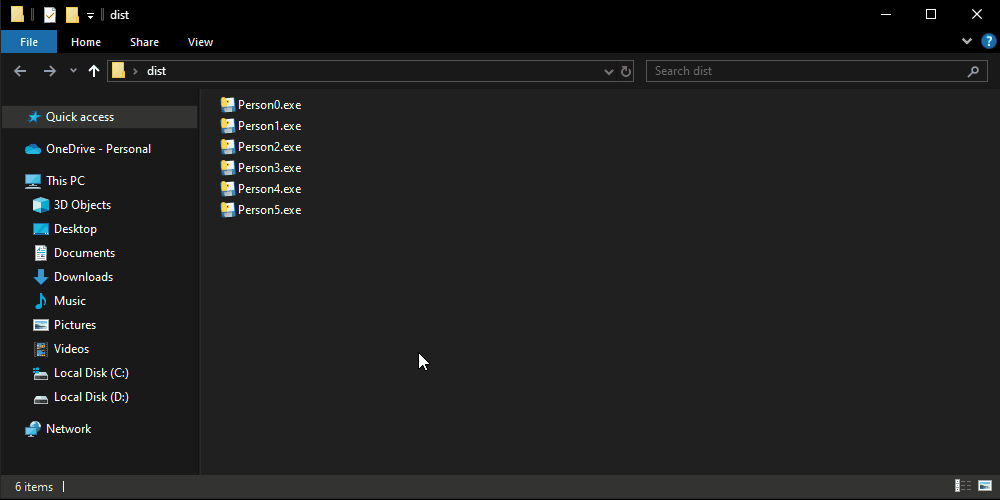 dist
File Home Share View
dist
Search dist
Quick access
OneDrive - Personal
This PC
3D Objects
Desktop
Documents
Downloads
Music
Pictures
Videos
Local Disk (C:)
Local Disk (D:)
Network
Person0.exe
Person1.exe
Person2.exe
Person3.exe
Person4.exe
Person5.exe
6 items